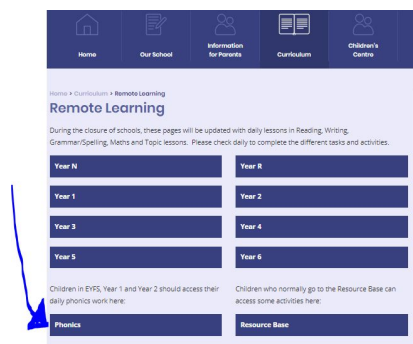 Home
Our School
Information
for Parents
Curriculum
Children's
Centre
Home > Curriculum > Remote Learning
Remote Learning
During the closure of schools, these pages will be updated with daily lessons in Reading, Writing,
Grammar/Spelling, Maths and Topic lessons. Please check daily to complete the different tasks and activities.
Year N
Year R
Year 1
Year 2
Year 3
Year 4
Year 5
Year 6
Children in EYFS, Year 1 and Year 2 should access their
daily phonics work here:
Children who normally go to the Resource Base can
access some activities here:
Phonics
Resource Base